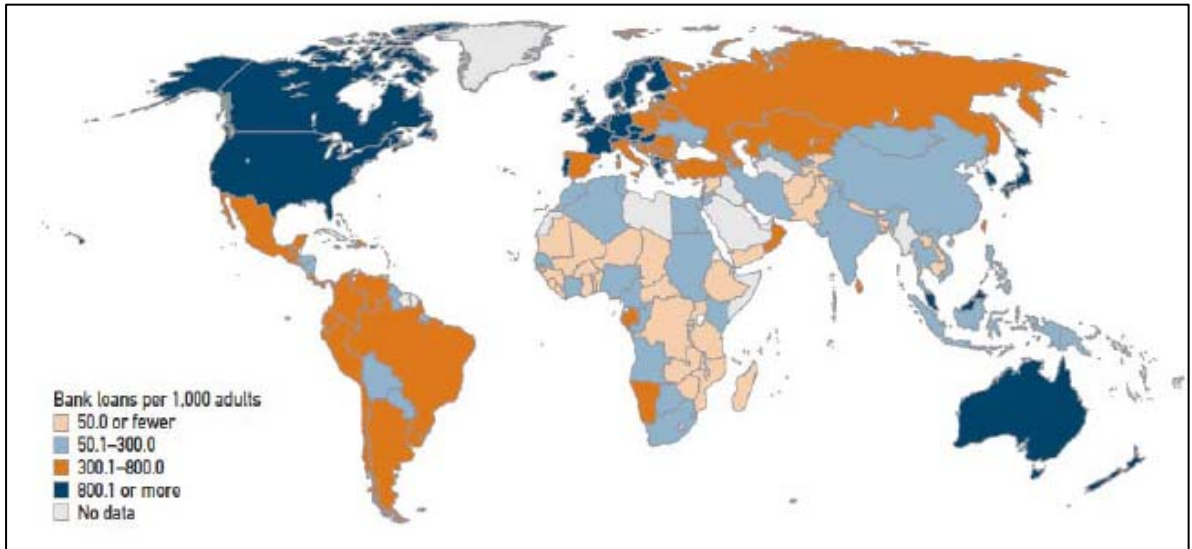 Bank loans per 1,000 adults
50.0 or fewer
50.1–300.0
300.1–800.0
800.1 or more
No data